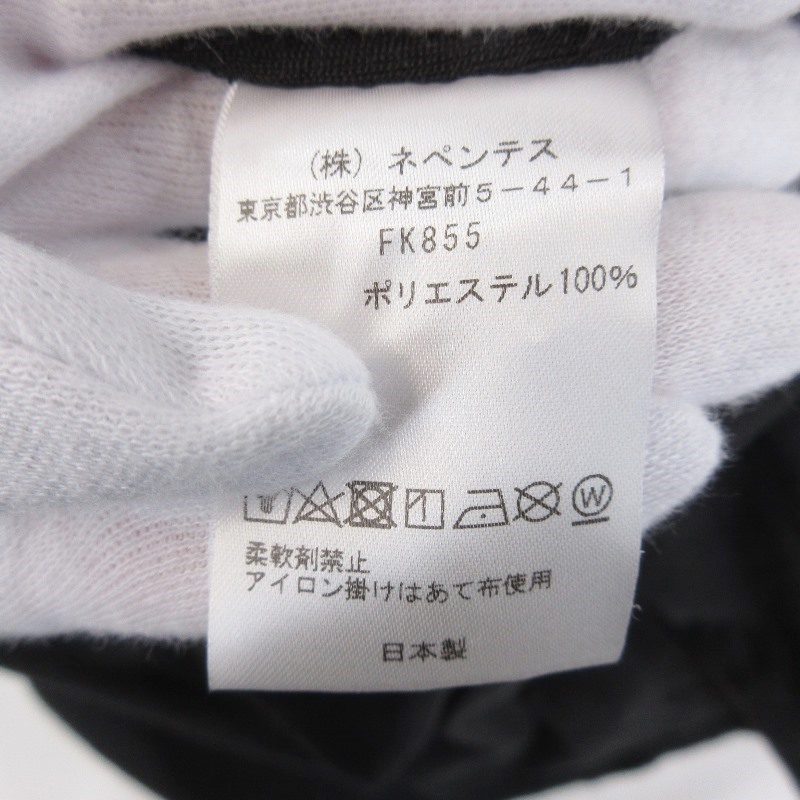 (株) ネペンテス
東京都渋谷区神宮前5-44-1
FK855
ポリエステル100%
W
柔軟剤禁止
アイロン掛けはあて布使用
日本製